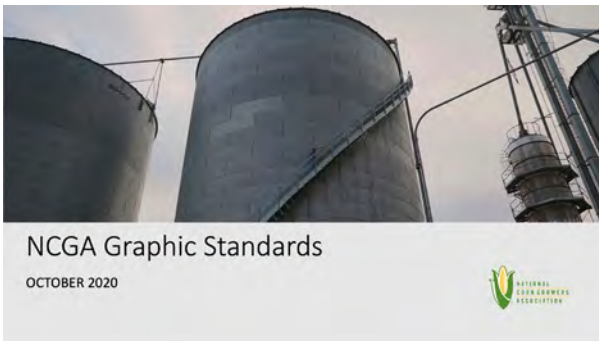 NCGA Graphic Standards
OCTOBER 2020
NATIONAL
CORN GROWERS
ASSOCIATION